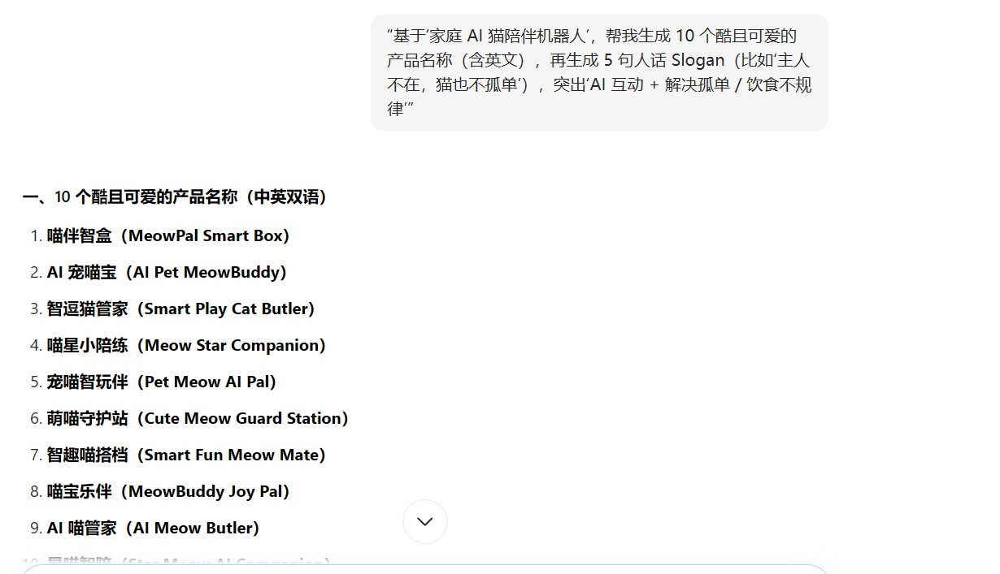 “基于‘家庭 AI 猫陪伴机器人’，帮我生成 10 个酷且可爱的
产品名称（含英文），再生成 5 句人话 Slogan（比如‘主人
不在，猫也不孤单’），突出‘AI 互动 + 解决孤单 / 饮食不规
律’”
一、10 个酷且可爱的产品名称（中英双语）
1. 喵伴智盒（MeowPal Smart Box）
2. AI 宠喵宝（AI Pet MeowBuddy）
3. 智逗猫管家（Smart Play Cat Butler）
4. 喵星小陪练（Meow Star Companion）
5. 宠喵智玩伴（Pet Meow AI Pal）
6. 萌喵守护站（Cute Meow Guard Station）
7. 智趣喵搭档（Smart Fun Meow Mate）
8. 喵宝乐伴（MeowBuddy Joy Pal）
9. AI 喵管家（AI Meow Butler）
10. 星喵智陪（Star Meow AI Companion）